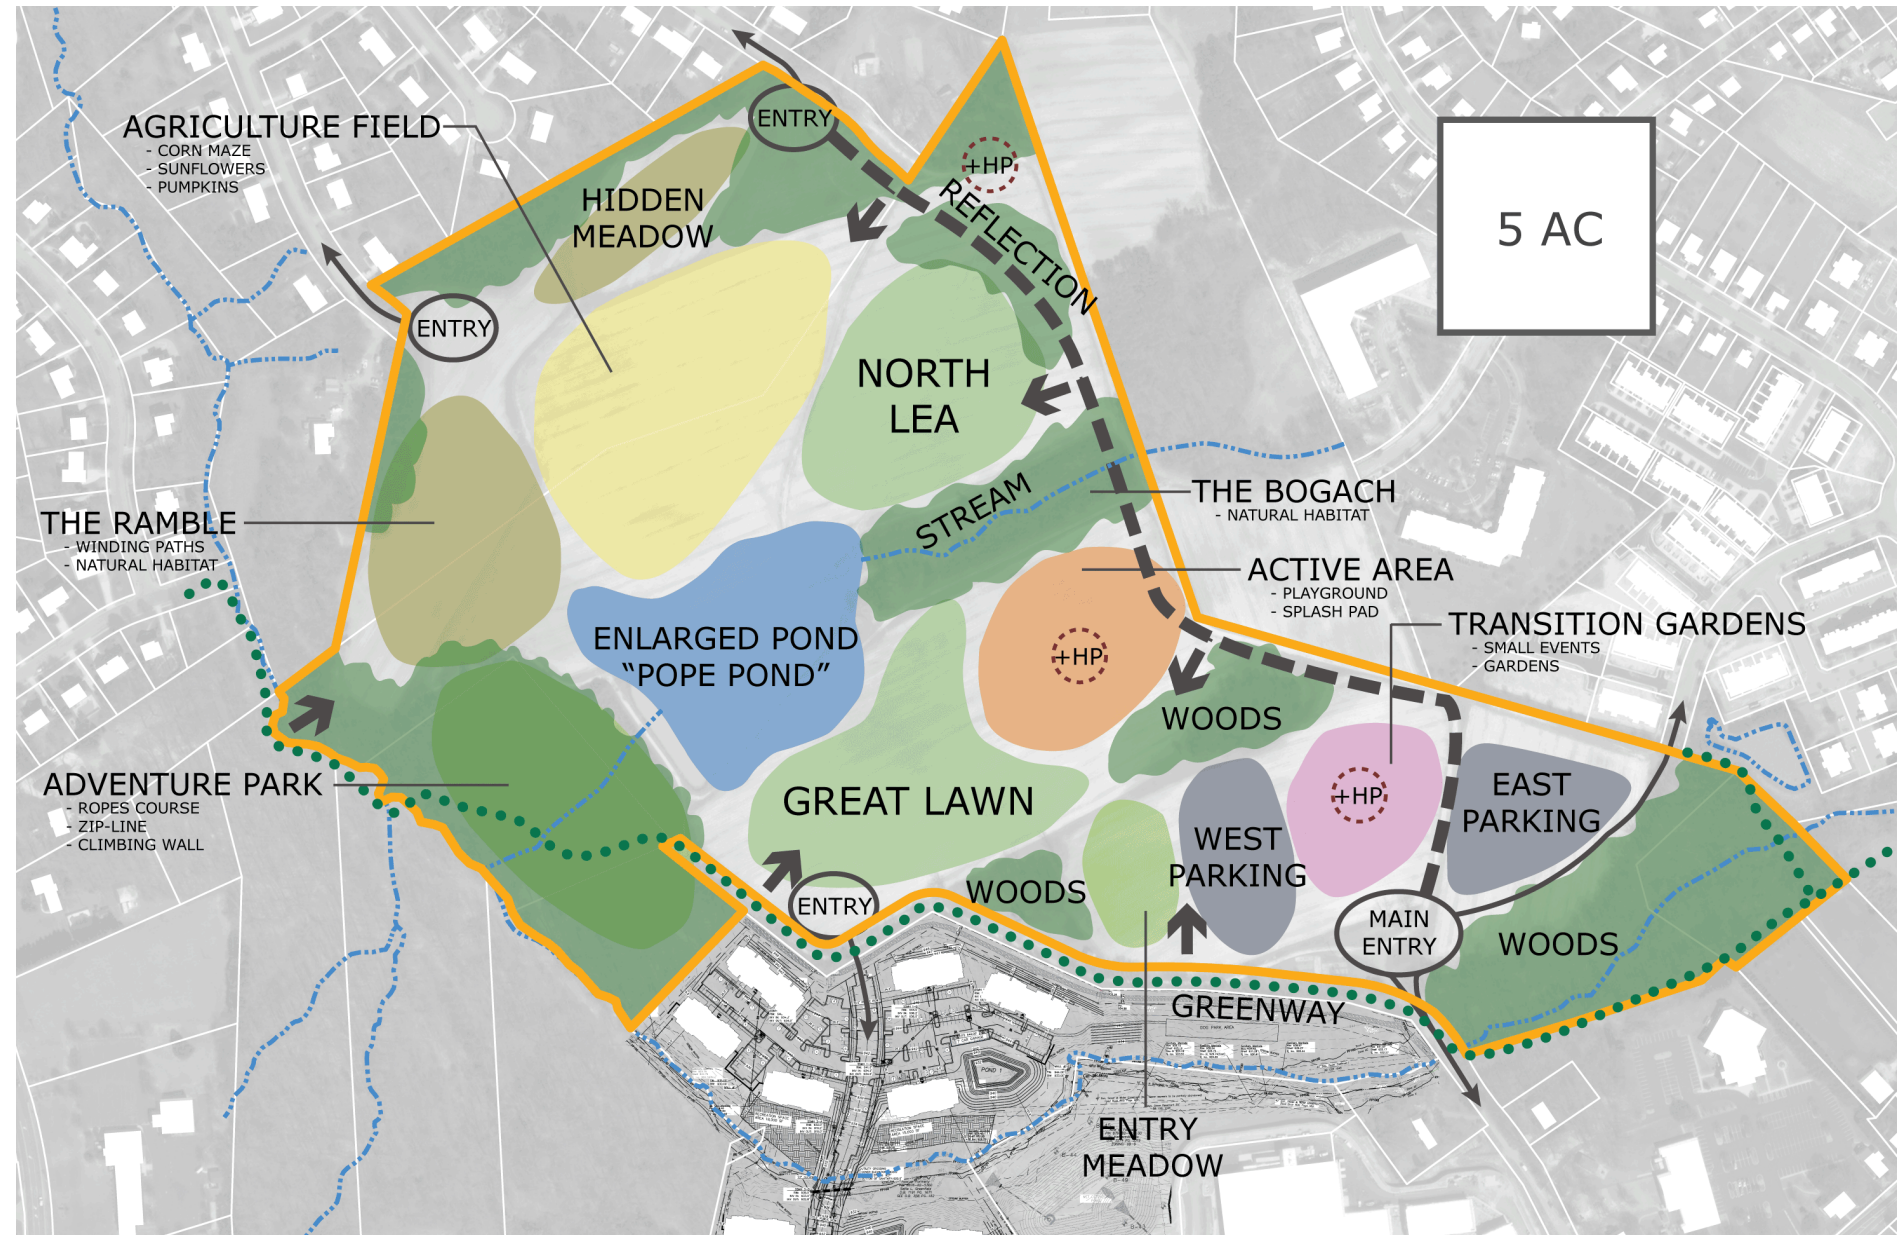 ENTRY
AGRICULTURE FIELD
- CORN MAZE
- SUNFLOWERS
- PUMPKINS
+HP
HIDDEN
MEADOW
REFLECTION
5 AC
ENTRY
NORTH
LEA
THE RAMBLE
- WINDING PATHS
- NATURAL HABITAT
STREAM
THE BOGACH
- NATURAL HABITAT
ACTIVE AREA
- PLAYGROUND
- SPLASH PAD
TRANSITION GARDENS
- SMALL EVENTS
- GARDENS
ENLARGED POND
“POPE POND”
+HP
WOODS
ADVENTURE PARK
- ROPES COURSE
- ZIP-LINE
- CLIMBING WALL
GREAT LAWN
+HP
EAST
PARKING
WEST
PARKING
WOODS
ENTRY
MAIN
ENTRY
WOODS
GREENWAY
POND 1
ENTRY
MEADOW